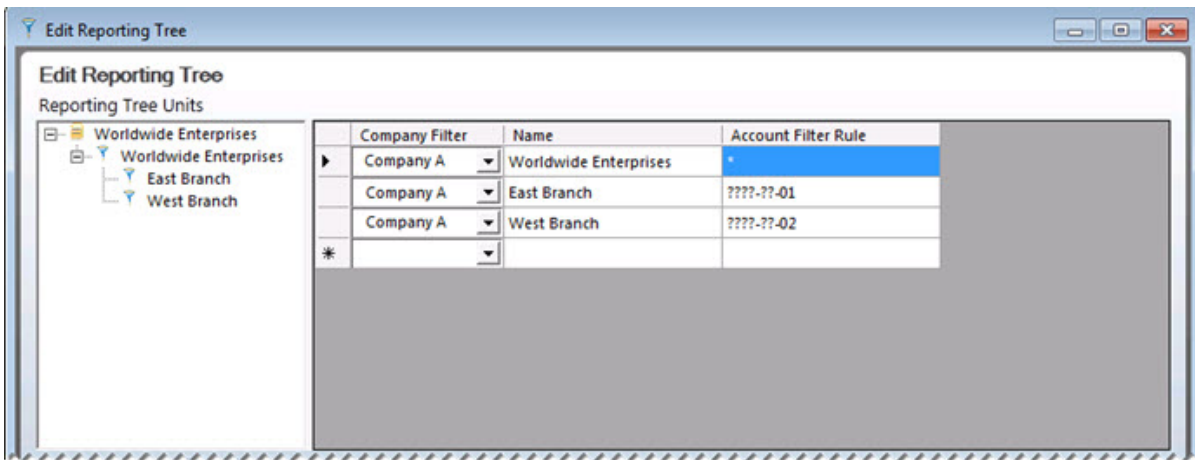 Edit Reporting Tree
Edit Reporting Tree
Reporting Tree Units
Worldwide Enterprises
Worldwide Enterprises
East Branch
West Branch
Company Filter Name Account Filter Rule
Company A Worldwide Enterprises *
Company A East Branch ????-??-01
Company A West Branch ????-??-02
*